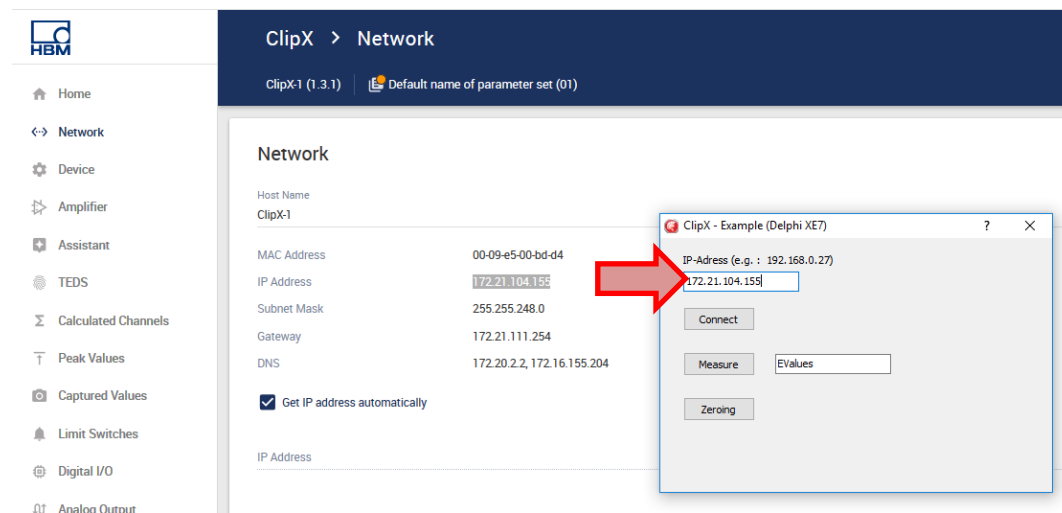 HBM
ClipX > Network
ClipX-1 (1.3.1) Default name of parameter set (01)
Home
Network
Device
Amplifier
Assistant
TEDS
Calculated Channels
Peak Values
Captured Values
Limit Switches
Digital I/O
Analog Output
Network
Host Name
ClipX-1
MAC Address 00-09-e5-00-bd-d4
IP Address 172.21.104.155
Subnet Mask 255.255.248.0
Gateway 172.21.111.254
DNS 172.20.2.2, 172.16.155.204
Get IP address automatically
IP Address
ClipX - Example (Delphi XE7) ?
IP-Adress (e.g. : 192.168.0.27)
172.21.104.155
Connect
Measure EValues
Zeroing